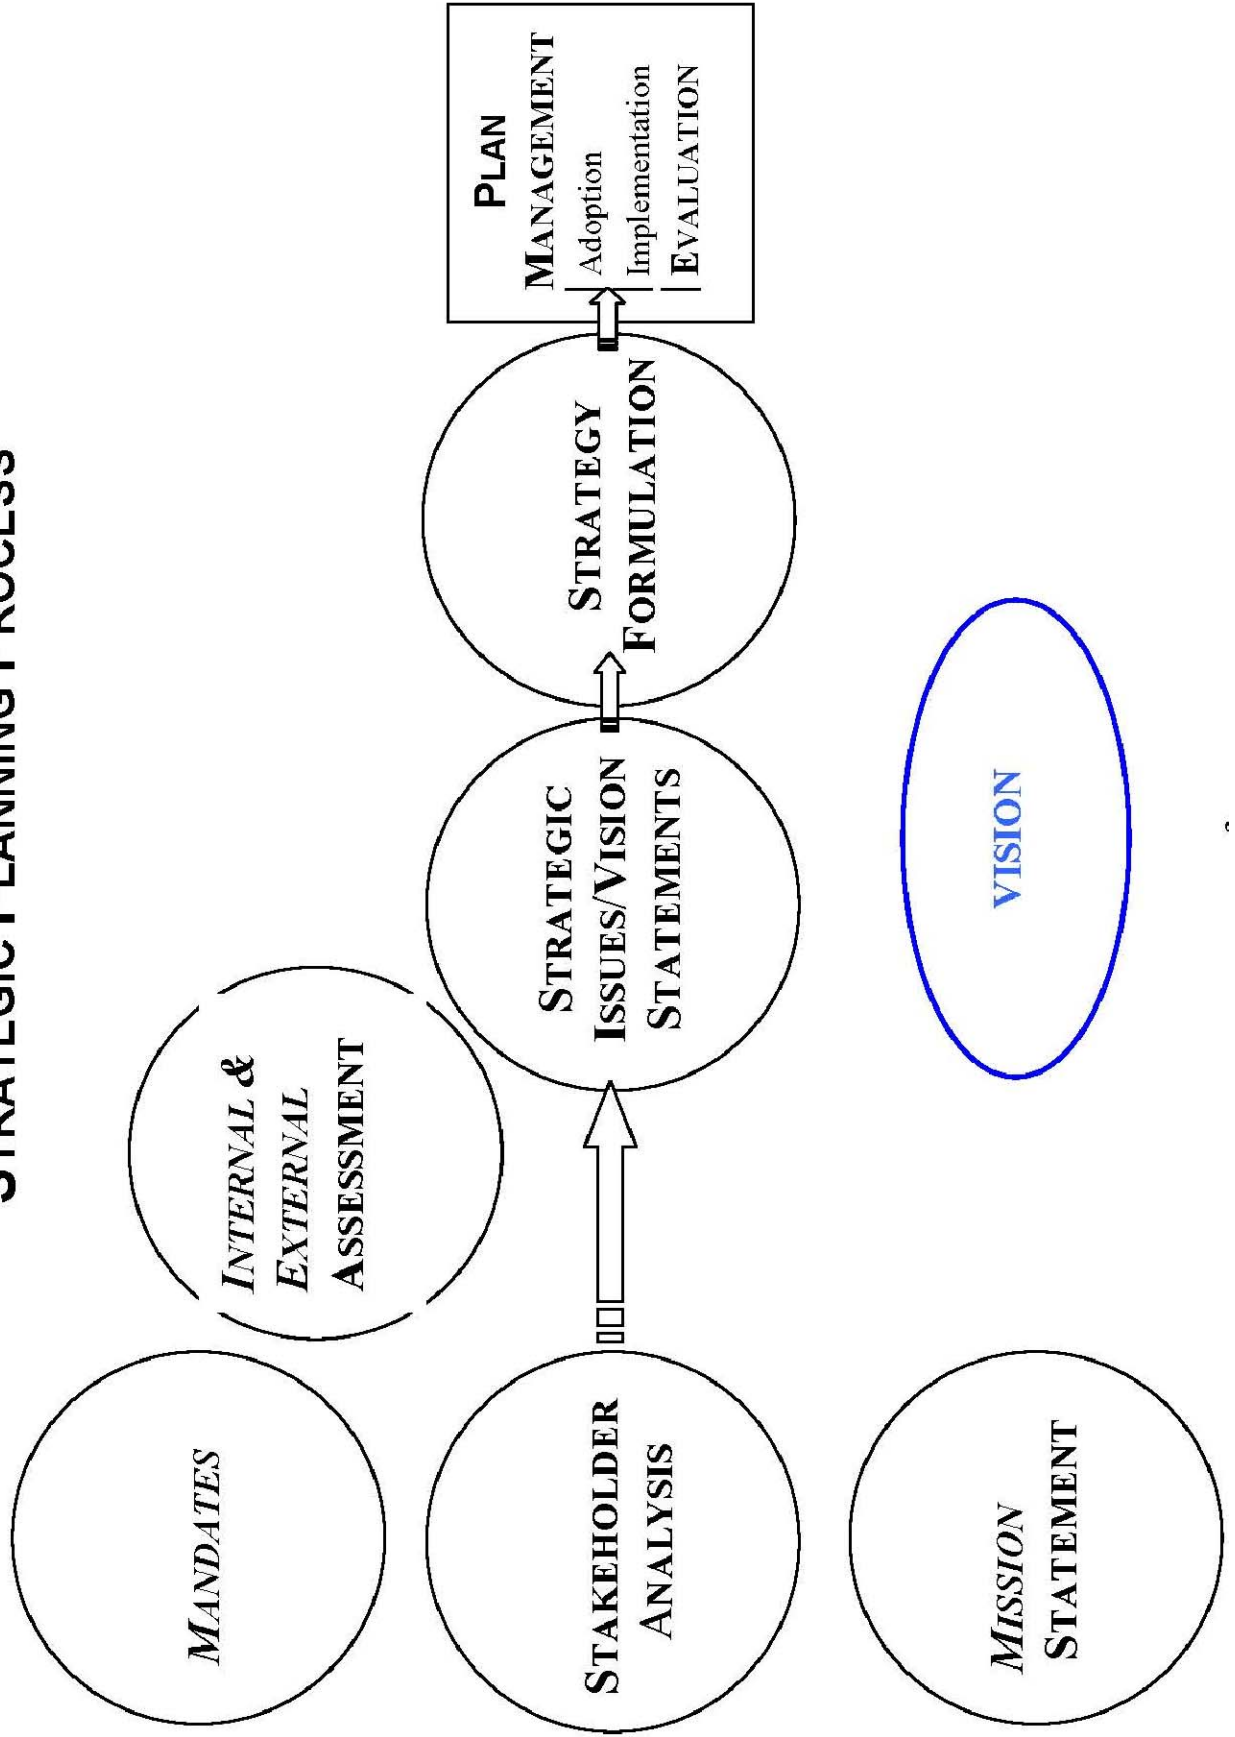 STRATEGIC PLANNING PROCESS
MANDATES
INTERNAL &
EXTERNAL
ASSESSMENT
STAKEHOLDER
ANALYSIS
STRATEGIC
ISSUES/VISION
STATEMENTS
STRATEGY
FORMULATION
PLAN
MANAGEMENT
Adoption
Implementation
EVALUATION
MISSION
STATEMENT
VISION